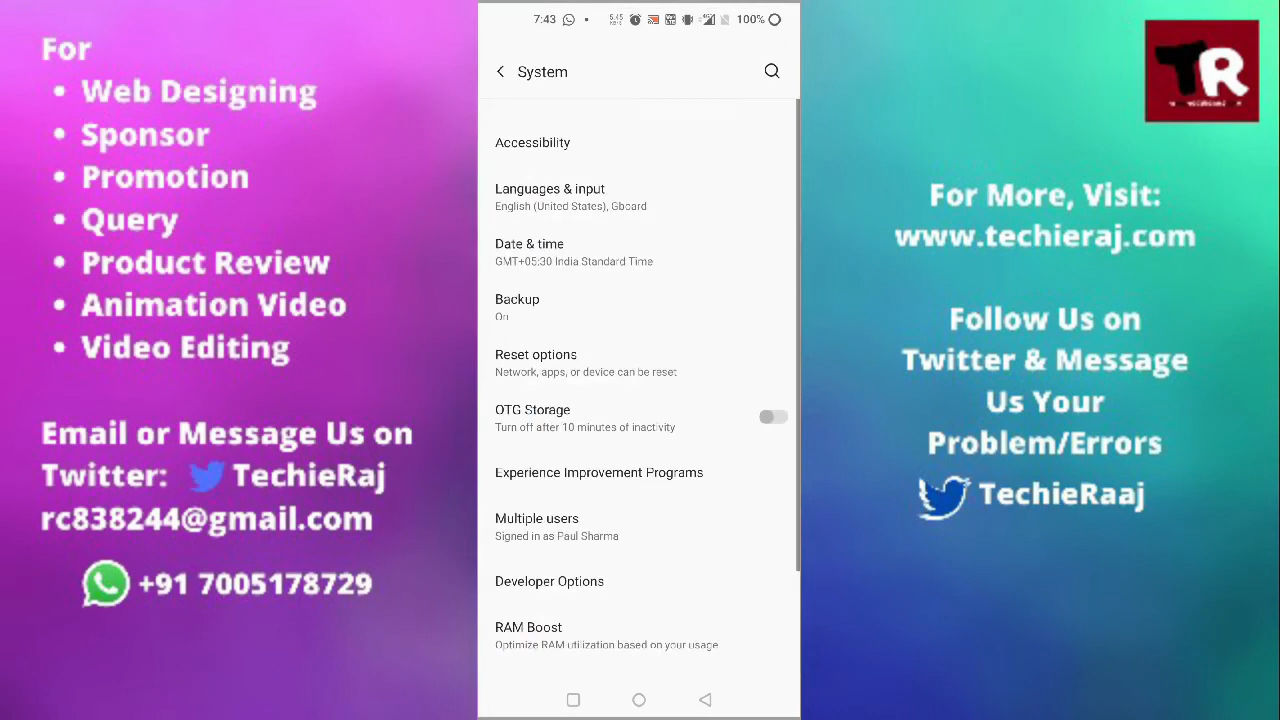 For
• Web Designing
• Sponsor
• Promotion
• Query
• Product Review
• Animation Video
• Video Editing
Email or Message Us on
Twitter: TechieRaj
rc838244@gmail.com
+91 7005178729
7:43
100%
System
Accessibility
Languages & input
English (United States), Gboard
Date & time
GMT+05:30 India Standard Time
Backup
On
Reset options
Network, apps, or device can be reset
OTG Storage
Turn off after 10 minutes of inactivity
Experience Improvement Programs
Multiple users
Signed in as Paul Sharma
Developer Options
RAM Boost
Optimize RAM utilization based on your usage
TR
For More, Visit:
www.techieraj.com
Follow Us on
Twitter & Message
Us Your
Problem/Errors
TechieRaaj